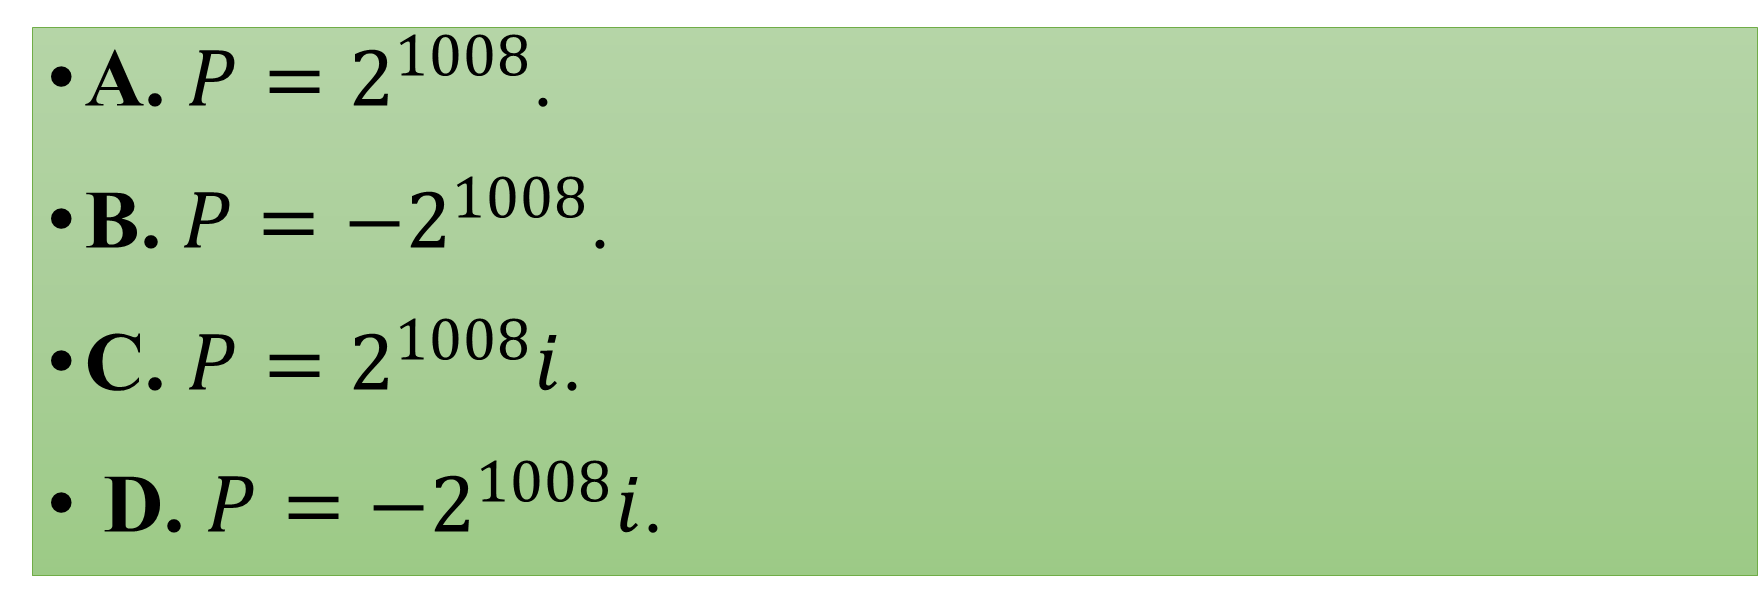 • A. P = 2^1008.
• B. P = −2^1008.
• C. P = 2^1008 i.
• D. P = −2^1008 i.